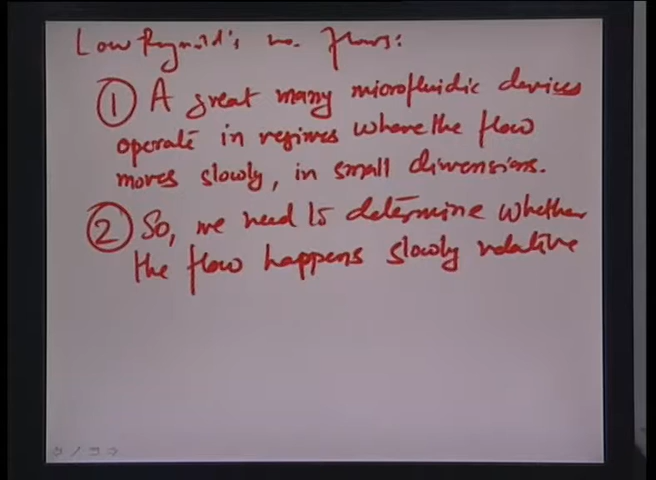 Low Reynold's no. flows:
① A great many microfluidic devices
operate in regimes where the flow
moves slowly, in small dimensions.
② So, we need to determine whether
the flow happens slowly relative